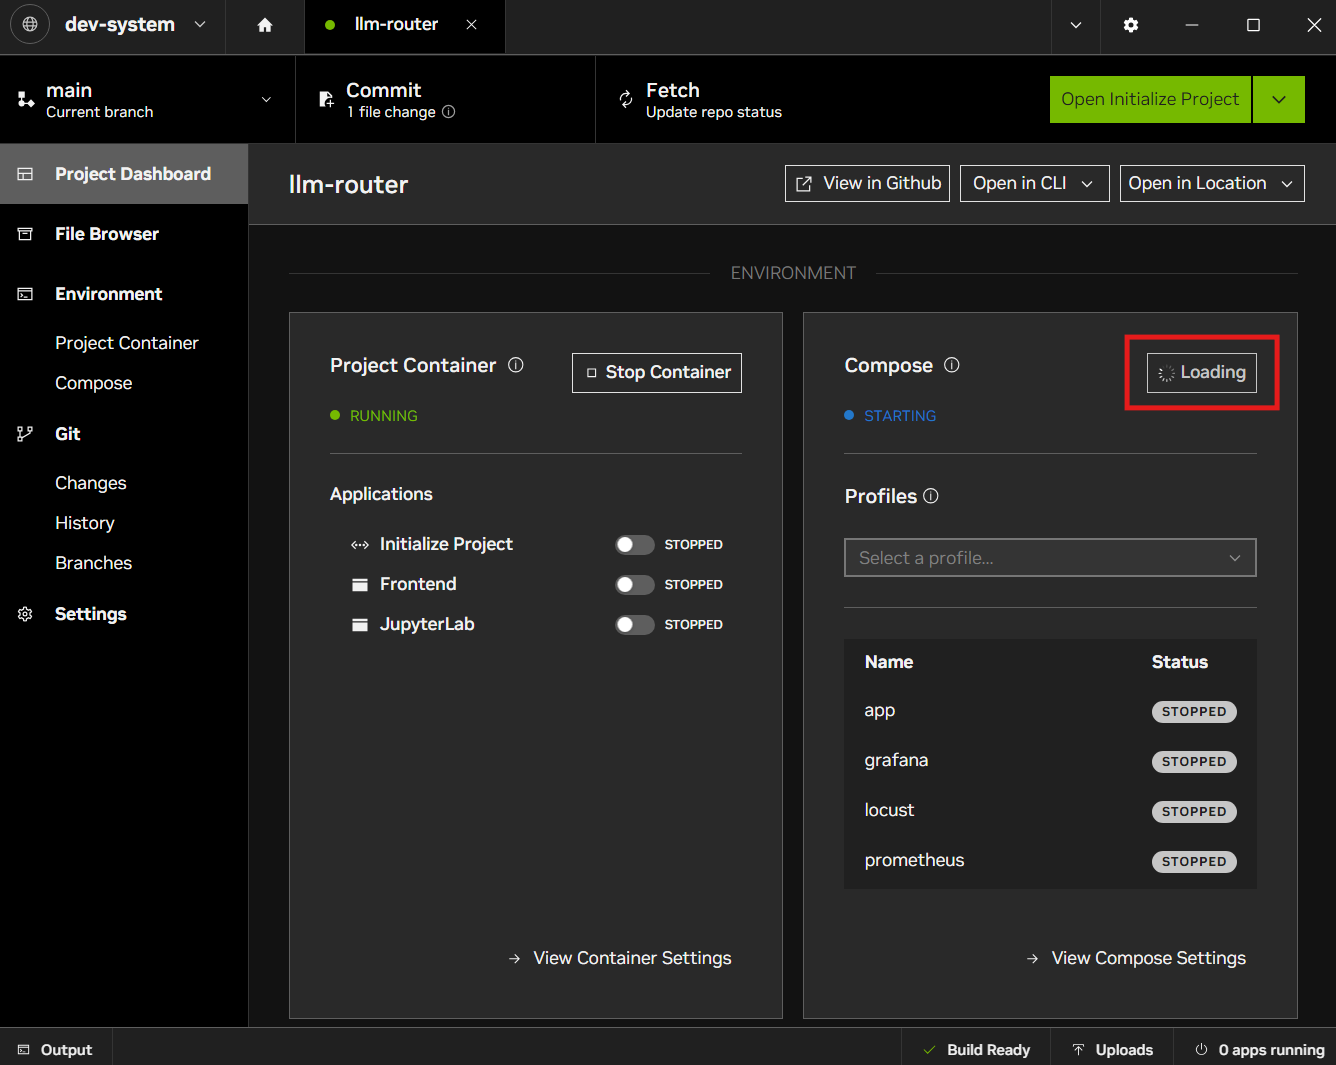 dev-system
llm-router
main
Current branch
Commit
1 file change
Fetch
Update repo status
Open Initialize Project
Project Dashboard
File Browser
Environment
Project Container
Compose
Git
Changes
History
Branches
Settings
llm-router
View in Github
Open in CLI
Open in Location
ENVIRONMENT
Project Container
Stop Container
RUNNING
Applications
Initialize Project STOPPED
Frontend STOPPED
JupyterLab STOPPED
View Container Settings
Compose
Loading
STARTING
Profiles
Select a profile...
Name Status
app STOPPED
grafana STOPPED
locust STOPPED
prometheus STOPPED
View Compose Settings
Output
Build Ready
Uploads
0 apps running